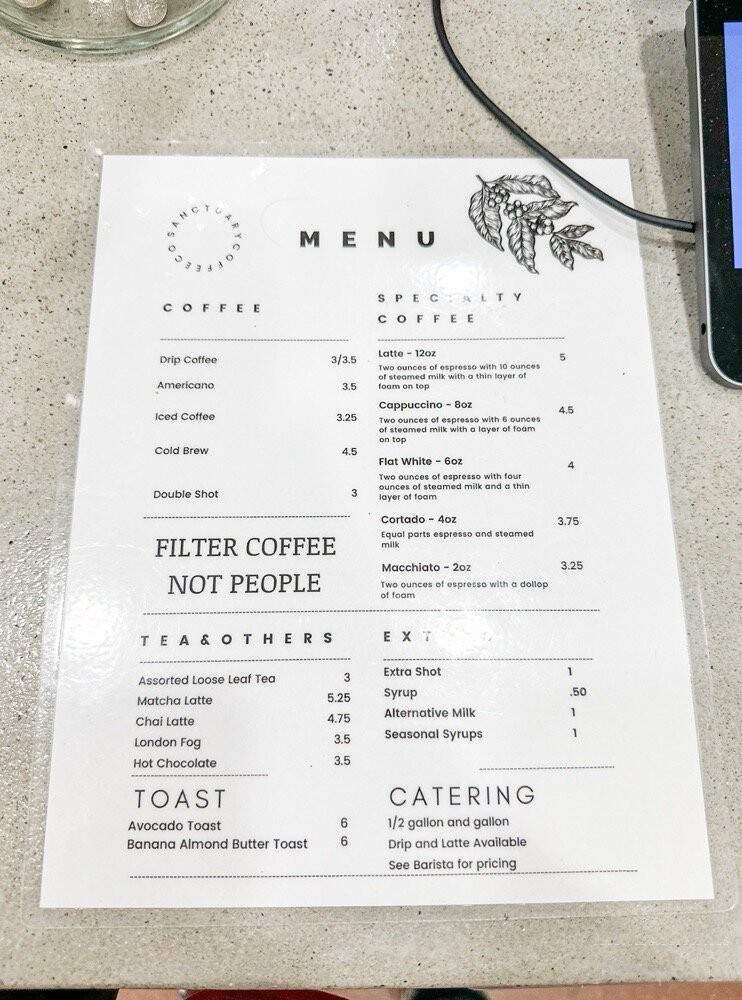 SANCTUARY COFFEE CO
MENU
COFFEE
Drip Coffee 3/3.5
Americano 3.5
Iced Coffee 3.25
Cold Brew 4.5
Double Shot 3
FILTER COFFEE
NOT PEOPLE
SPECIALTY
COFFEE
Latte - 12oz 5
Two ounces of espresso with 10 ounces
of steamed milk with a thin layer of
foam on top
Cappuccino - 8oz 4.5
Two ounces of espresso with 6 ounces
of steamed milk with a layer of foam
on top
Flat White - 6oz 4
Two ounces of espresso with four
ounces of steamed milk and a thin
layer of foam
Cortado - 4oz 3.75
Equal parts espresso and steamed
milk
Macchiato - 2oz 3.25
Two ounces of espresso with a dollop
of foam
TEA & OTHERS
Assorted Loose Leaf Tea 3
Matcha Latte 5.25
Chai Latte 4.75
London Fog 3.5
Hot Chocolate 3.5
Extra Shot 1
Syrup .50
Alternative Milk 1
Seasonal Syrups 1
TOAST
Avocado Toast 6
Banana Almond Butter Toast 6
CATERING
1/2 gallon and gallon
Drip and Latte Available
See Barista for pricing